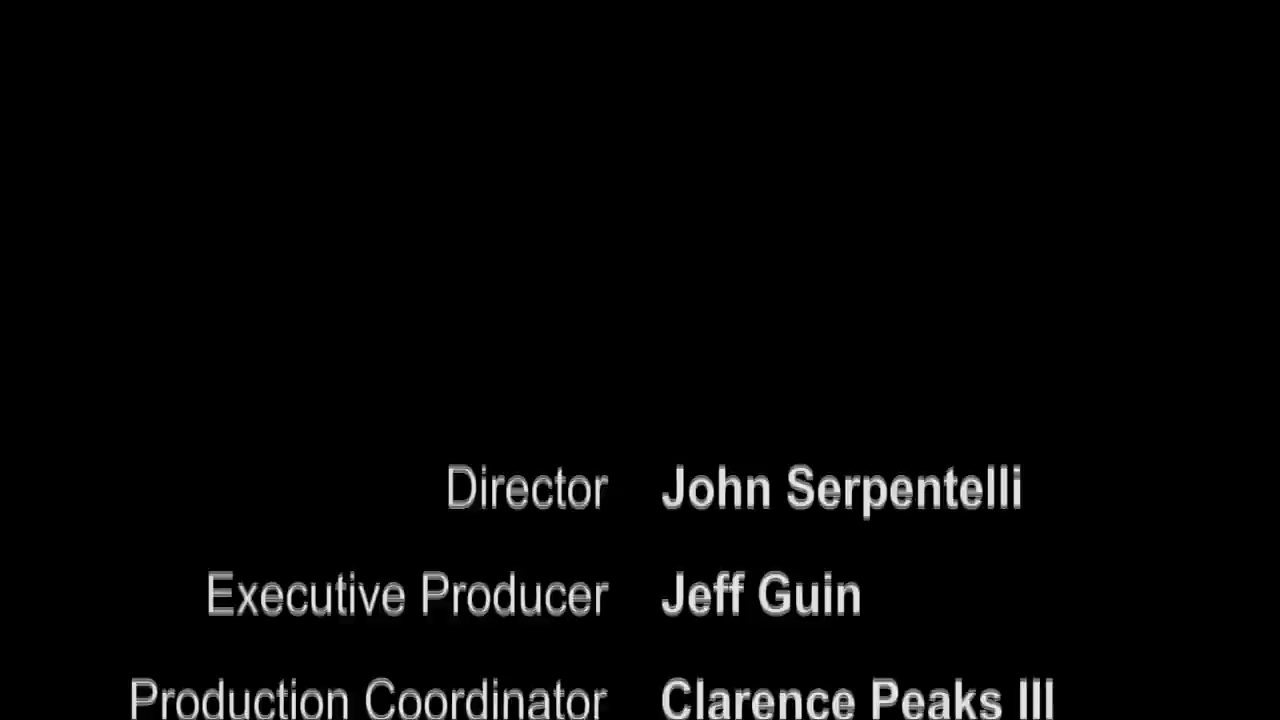 Director John Serpentelli
Executive Producer Jeff Guin
Production Coordinator Clarence Peaks III